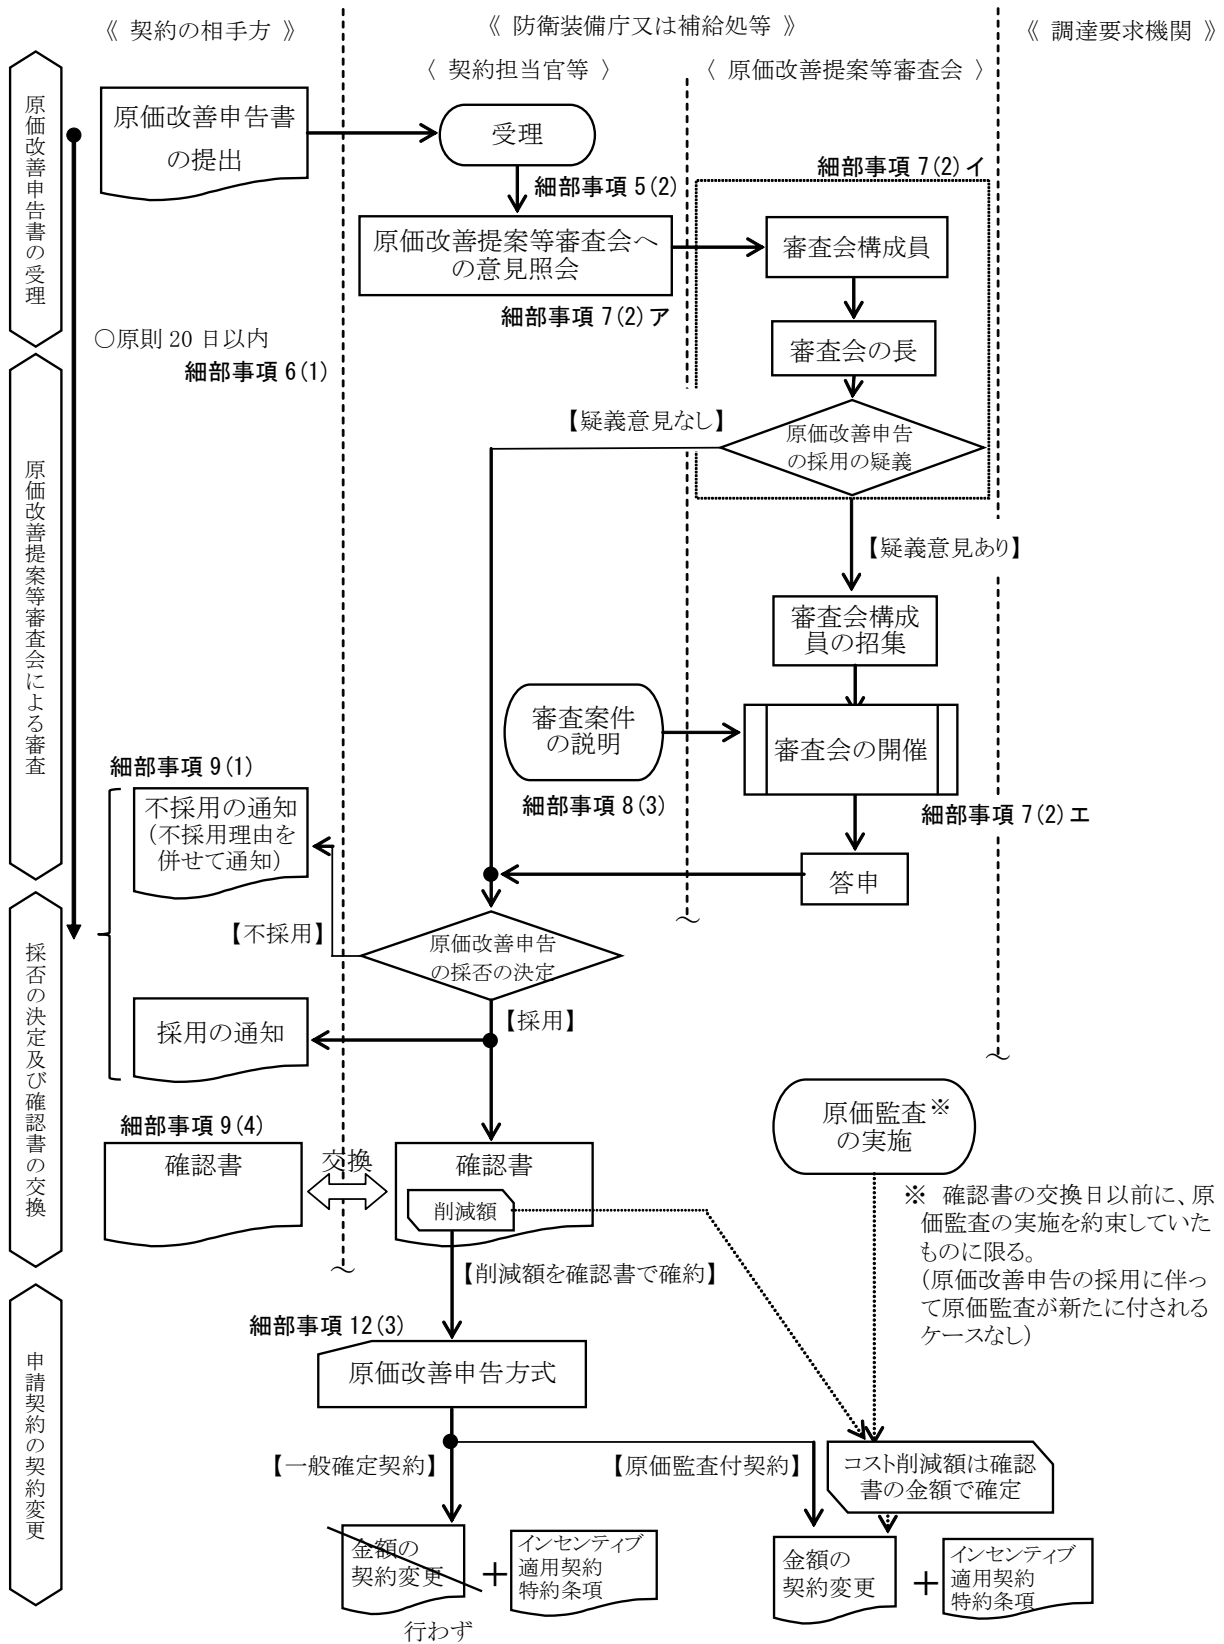 《 契約の相手方 》
《 防衛装備庁又は補給処等 》
《 調達要求機関 》
〈 契約担当官等 〉
〈 原価改善提案等審査会 〉
原価改善申告書の受理
原価改善申告書
の提出
受理
細部事項 5(2)
細部事項 7(2)イ
原価改善提案等審査会へ
の意見照会
審査会構成員
細部事項 7(2)ア
審査会の長
○原則 20 日以内
細部事項 6(1)
原価改善提案等審査会による審査
【疑義意見なし】
原価改善申告
の採用の疑義
【疑義意見あり】
審査会構成
員の招集
審査案件
の説明
審査会の開催
細部事項 8(3)
細部事項 7(2)エ
答申
細部事項 9(1)
不採用の通知
(不採用理由を
併せて通知)
【不採用】
採否の決定及び確認書の交換
原価改善申告
の採否の決定
【採用】
採用の通知
細部事項 9(4)
確認書
交換
確認書
削減額
原価監査※
の実施
※ 確認書の交換日以前に、原
価監査の実施を約束していた
ものに限る。
(原価改善申告の採用に伴っ
て原価監査が新たに付される
ケースなし)
【削減額を確認書で確約】
細部事項 12(3)
申請契約の契約変更
原価改善申告方式
【一般確定契約】
【原価監査付契約】
コスト削減額は確認
書の金額で確定
金額の
契約変更
+
インセンティブ
適用契約
特約条項
行わず
金額の
契約変更
+
インセンティブ
適用契約
特約条項